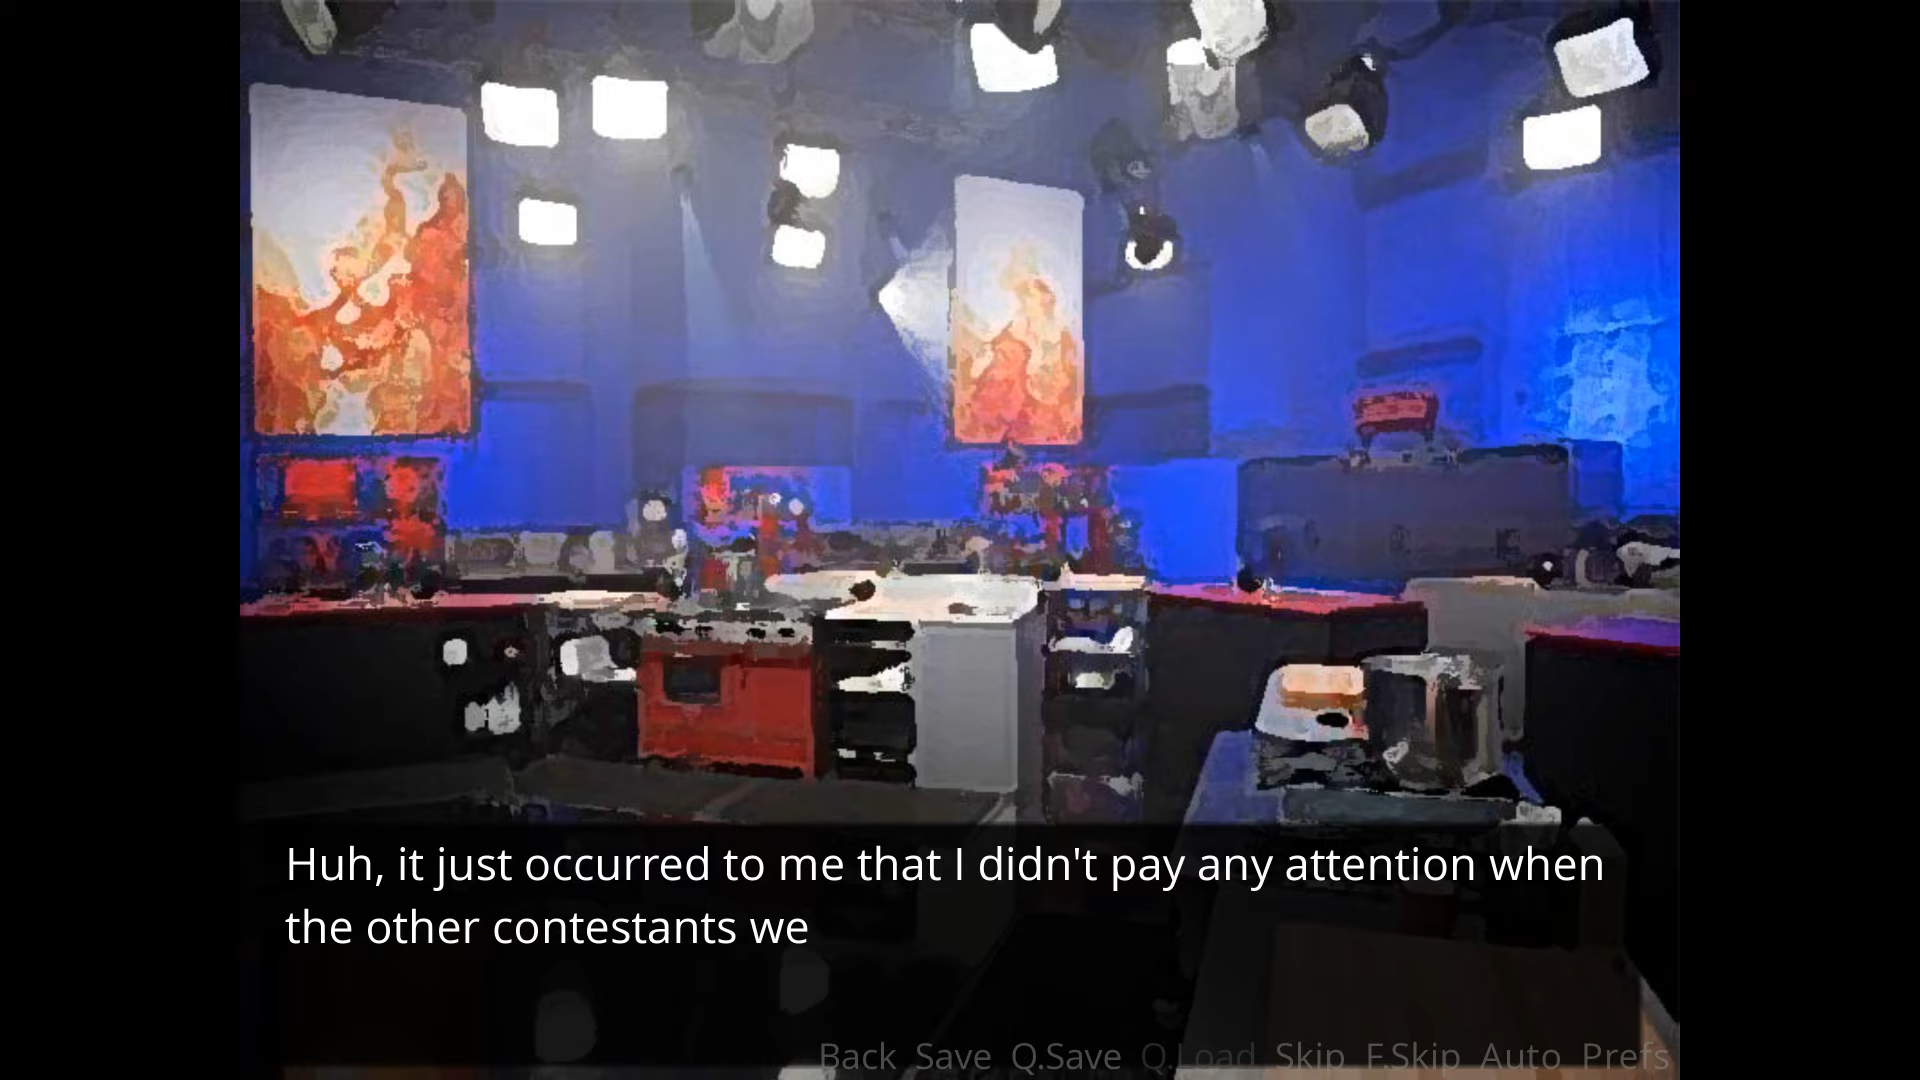 Huh, it just occurred to me that I didn't pay any attention when
the other contestants we
Back Save Q.Save Q.Load Skip F.Skip Auto Prefs